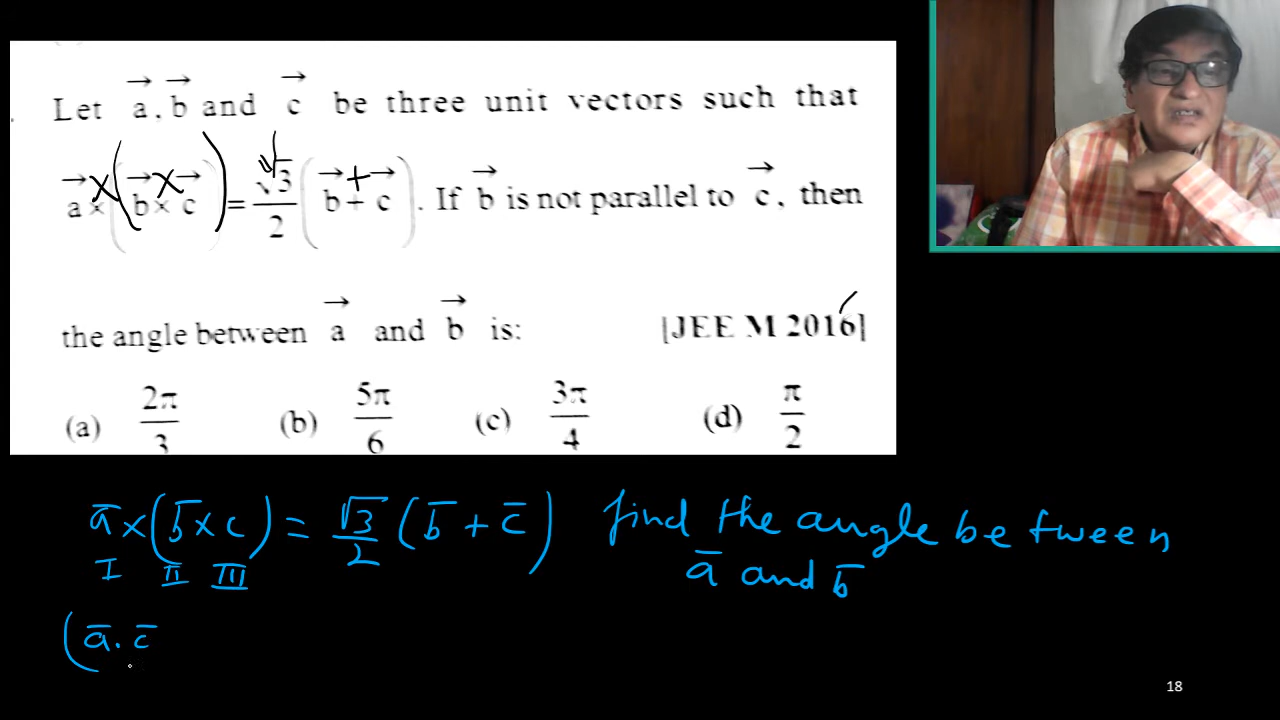 Let a⃗, b⃗ and c⃗ be three unit vectors such that
a⃗ × (b⃗ × c⃗) = √3/2 (b⃗ + c⃗). If b⃗ is not parallel to c⃗, then
the angle between a⃗ and b⃗ is: [JEE M 2016]
(a) 2π/3 (b) 5π/6 (c) 3π/4 (d) π/2
a̅ × (b̅ × c) = √3/2 (b̅ + c̅) find the angle between
I II III a̅ and b̅
(a̅ . c̅
18